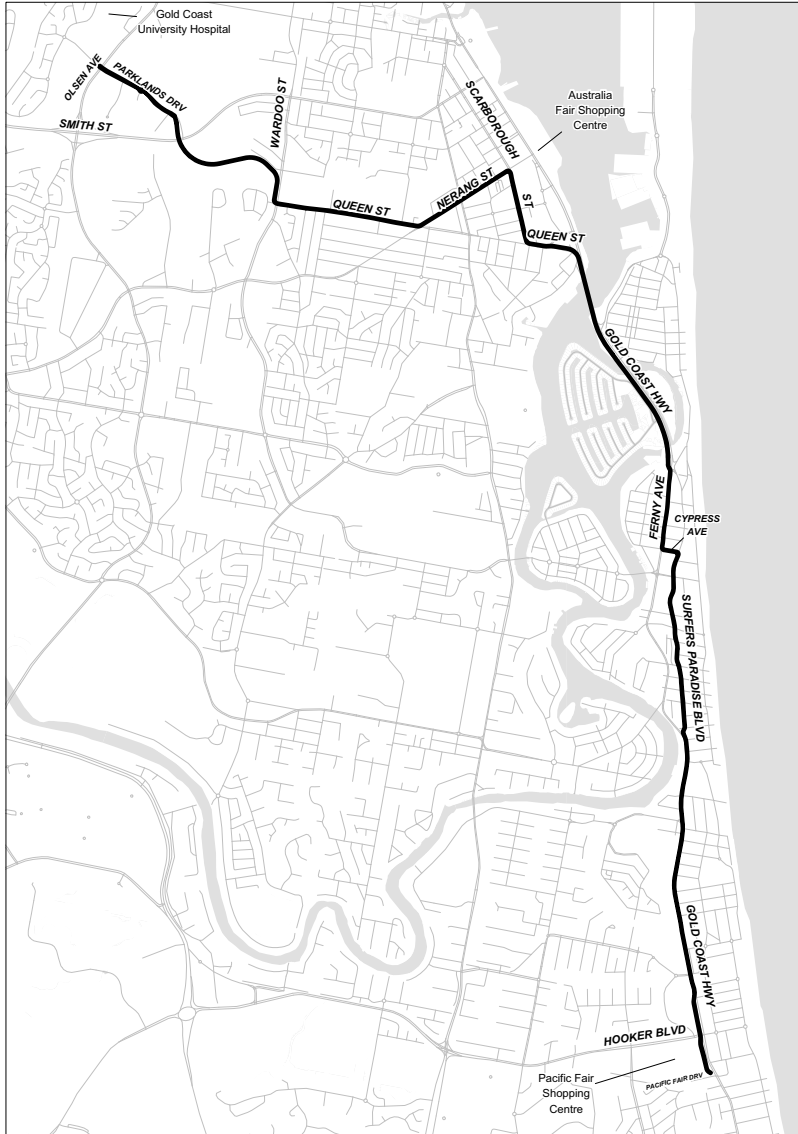 Gold Coast
University Hospital
OLSEN AVE
PARKLANDS DRV
SMITH ST
WARDOO ST
SCARBOROUGH
ST
Australia
Fair Shopping
Centre
QUEEN ST
NERANG ST
QUEEN ST
GOLD COAST HWY
FERNY AVE
CYPRESS
AVE
SURFERS PARADISE BLVD
GOLD COAST HWY
HOOKER BLVD
Pacific Fair
Shopping
Centre
PACIFIC FAIR DRV